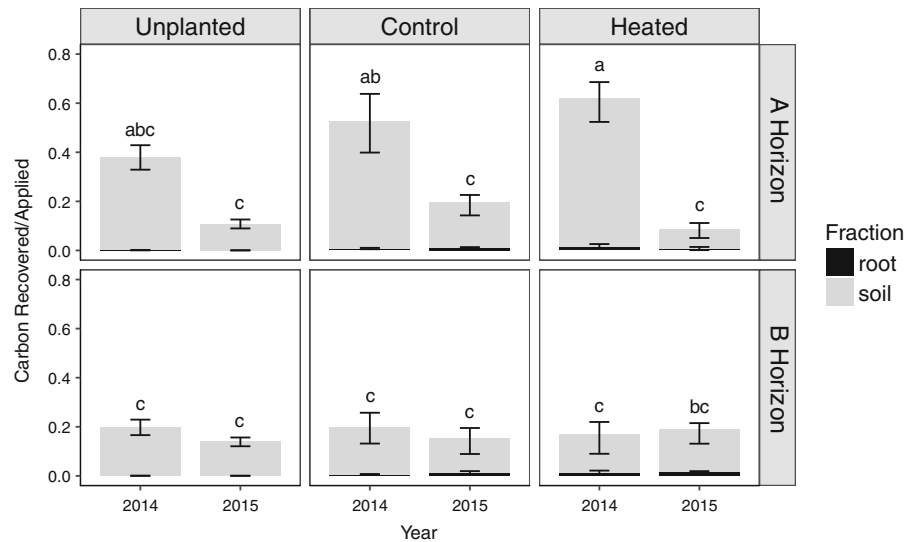 Unplanted Control Heated
Carbon Recovered/Applied
0.8
0.6
0.4
0.2
0.0
abc
c
ab
c
a
c
A Horizon
0.8
0.6
0.4
0.2
0.0
c
c
c
c
c
bc
B Horizon
2014 2015 2014 2015 2014 2015
Year
Fraction
root
soil